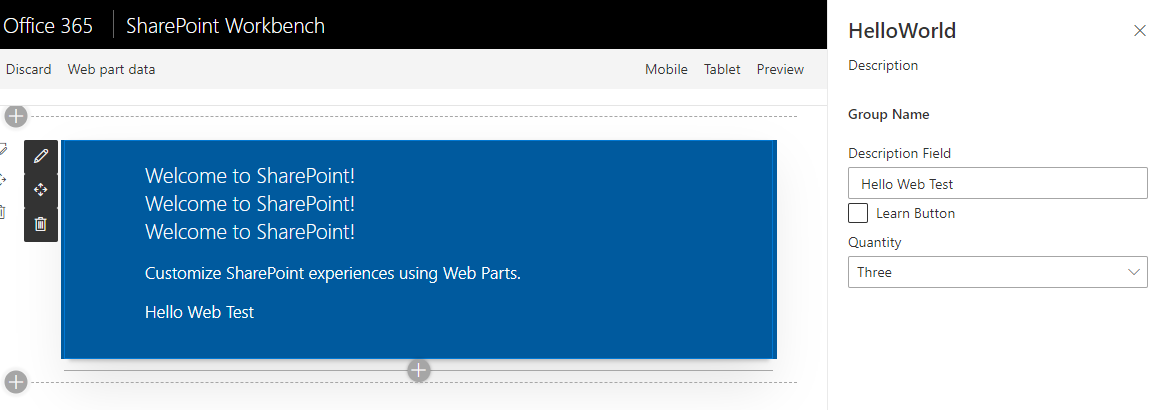 Office 365 SharePoint Workbench
Discard Web part data Mobile Tablet Preview
Welcome to SharePoint!
Welcome to SharePoint!
Welcome to SharePoint!
Customize SharePoint experiences using Web Parts.
Hello Web Test
HelloWorld
Description
Group Name
Description Field
Hello Web Test
Learn Button
Quantity
Three